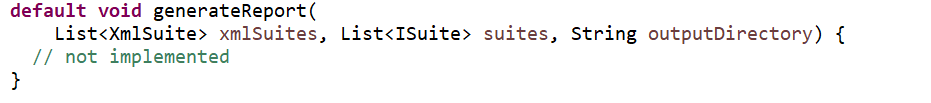 default void generateReport(
    List<XmlSuite> xmlSuites, List<ISuite> suites, String outputDirectory) {
  // not implemented
}